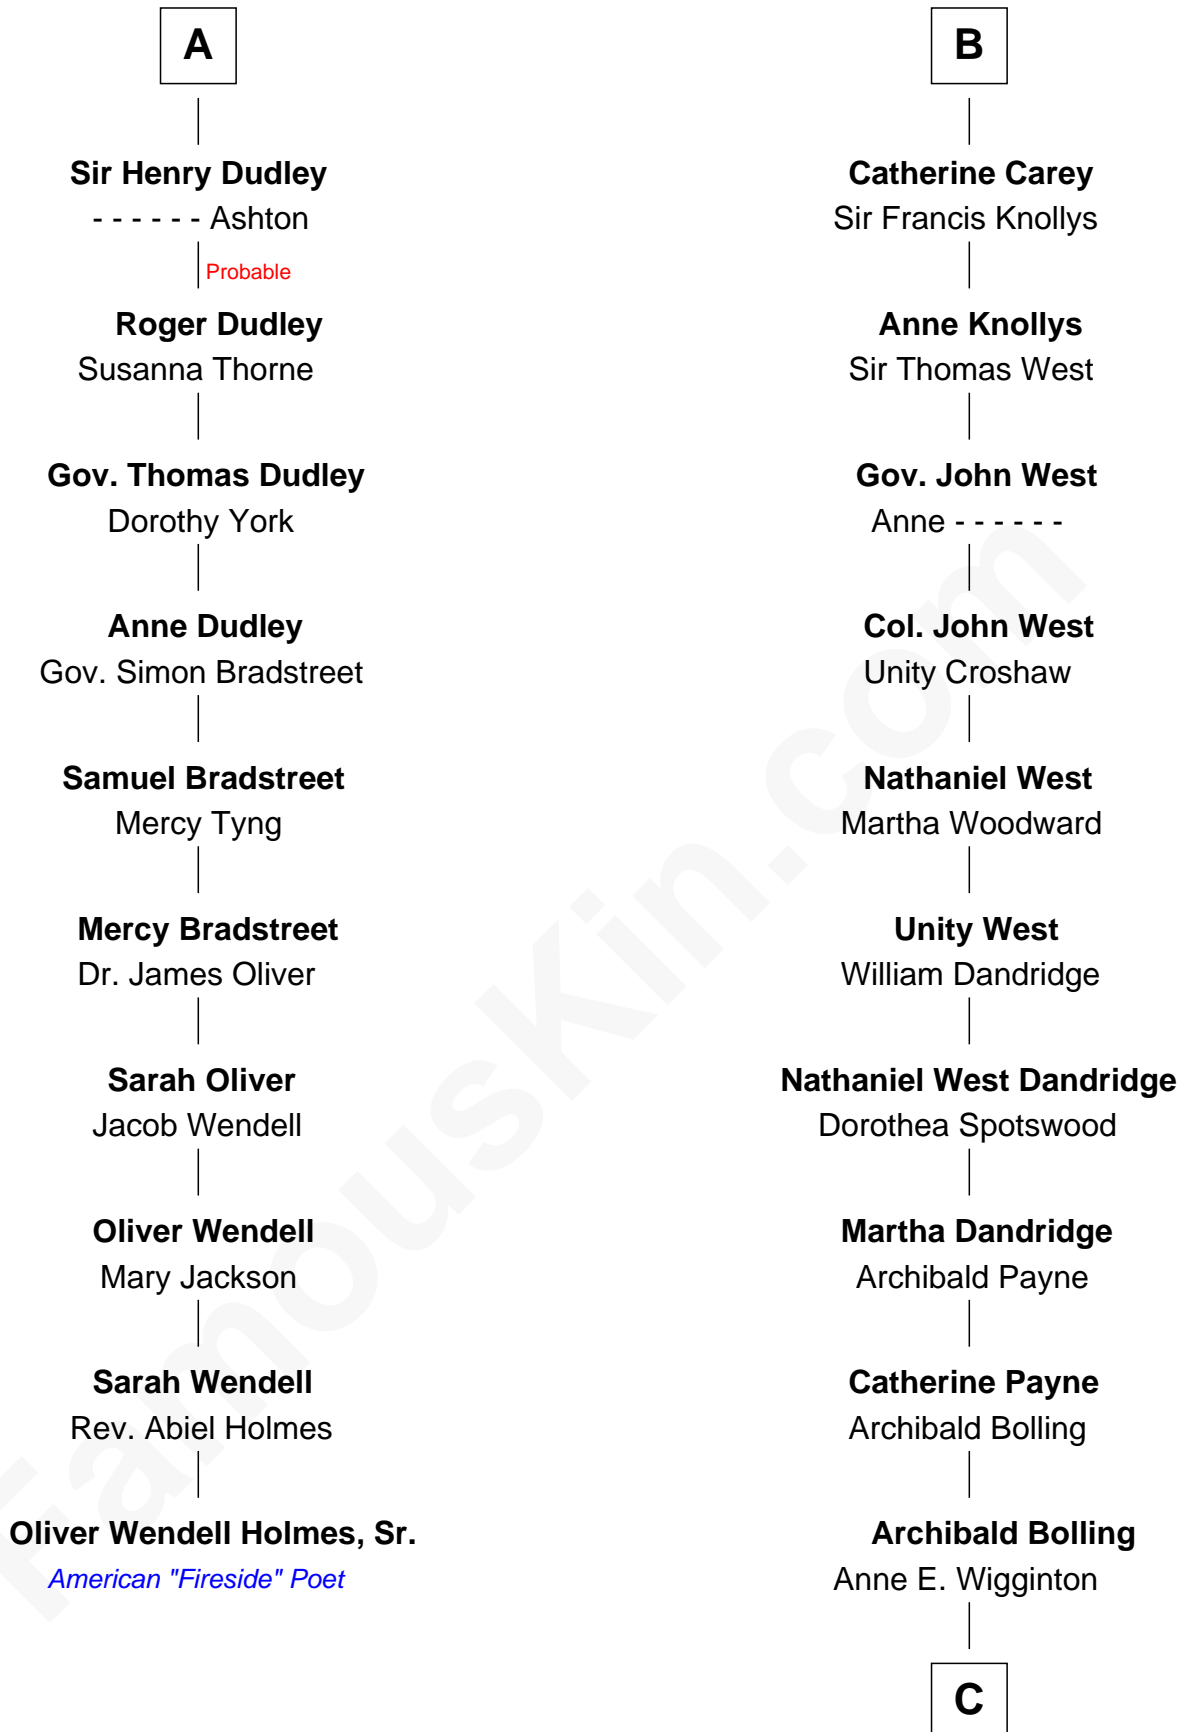 A
Sir Henry Dudley
- - - - - - Ashton
Probable
Roger Dudley
Susanna Thorne
Gov. Thomas Dudley
Dorothy York
Anne Dudley
Gov. Simon Bradstreet
Samuel Bradstreet
Mercy Tyng
Mercy Bradstreet
Dr. James Oliver
Sarah Oliver
Jacob Wendell
Oliver Wendell
Mary Jackson
Sarah Wendell
Rev. Abiel Holmes
Oliver Wendell Holmes, Sr.
American "Fireside" Poet
B
Catherine Carey
Sir Francis Knollys
Anne Knollys
Sir Thomas West
Gov. John West
Anne - - - - - -
Col. John West
Unity Croshaw
Nathaniel West
Martha Woodward
Unity West
William Dandridge
Nathaniel West Dandridge
Dorothea Spotswood
Martha Dandridge
Archibald Payne
Catherine Payne
Archibald Bolling
Archibald Bolling
Anne E. Wigginton
C
FamousKin.com